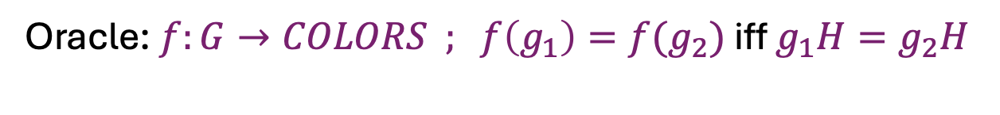 Oracle: f: G → COLORS ; f(g₁) = f(g₂) iff g₁H = g₂H